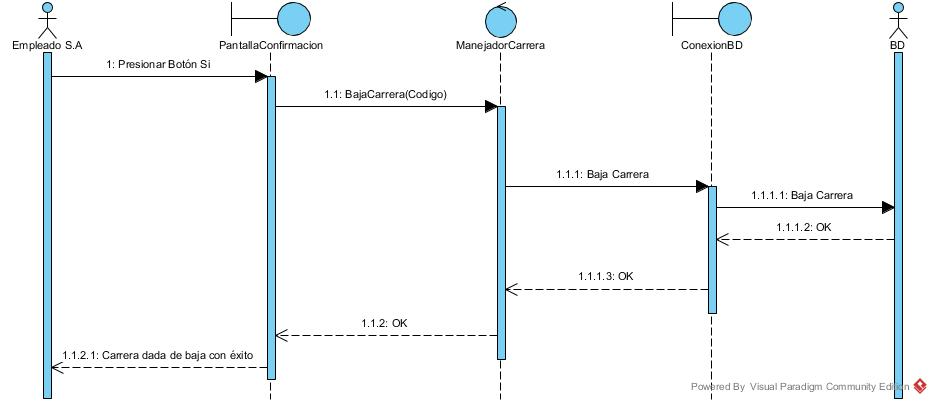 Empleado S.A
PantallaConfirmacion
ManejadorCarrera
ConexionBD
BD
1: Presionar Botón Si
1.1: BajaCarrera(Codigo)
1.1.1: Baja Carrera
1.1.1.1: Baja Carrera
1.1.1.2: OK
1.1.1.3: OK
1.1.2: OK
1.1.2.1: Carrera dada de baja con éxito
Powered By Visual Paradigm Community Edition